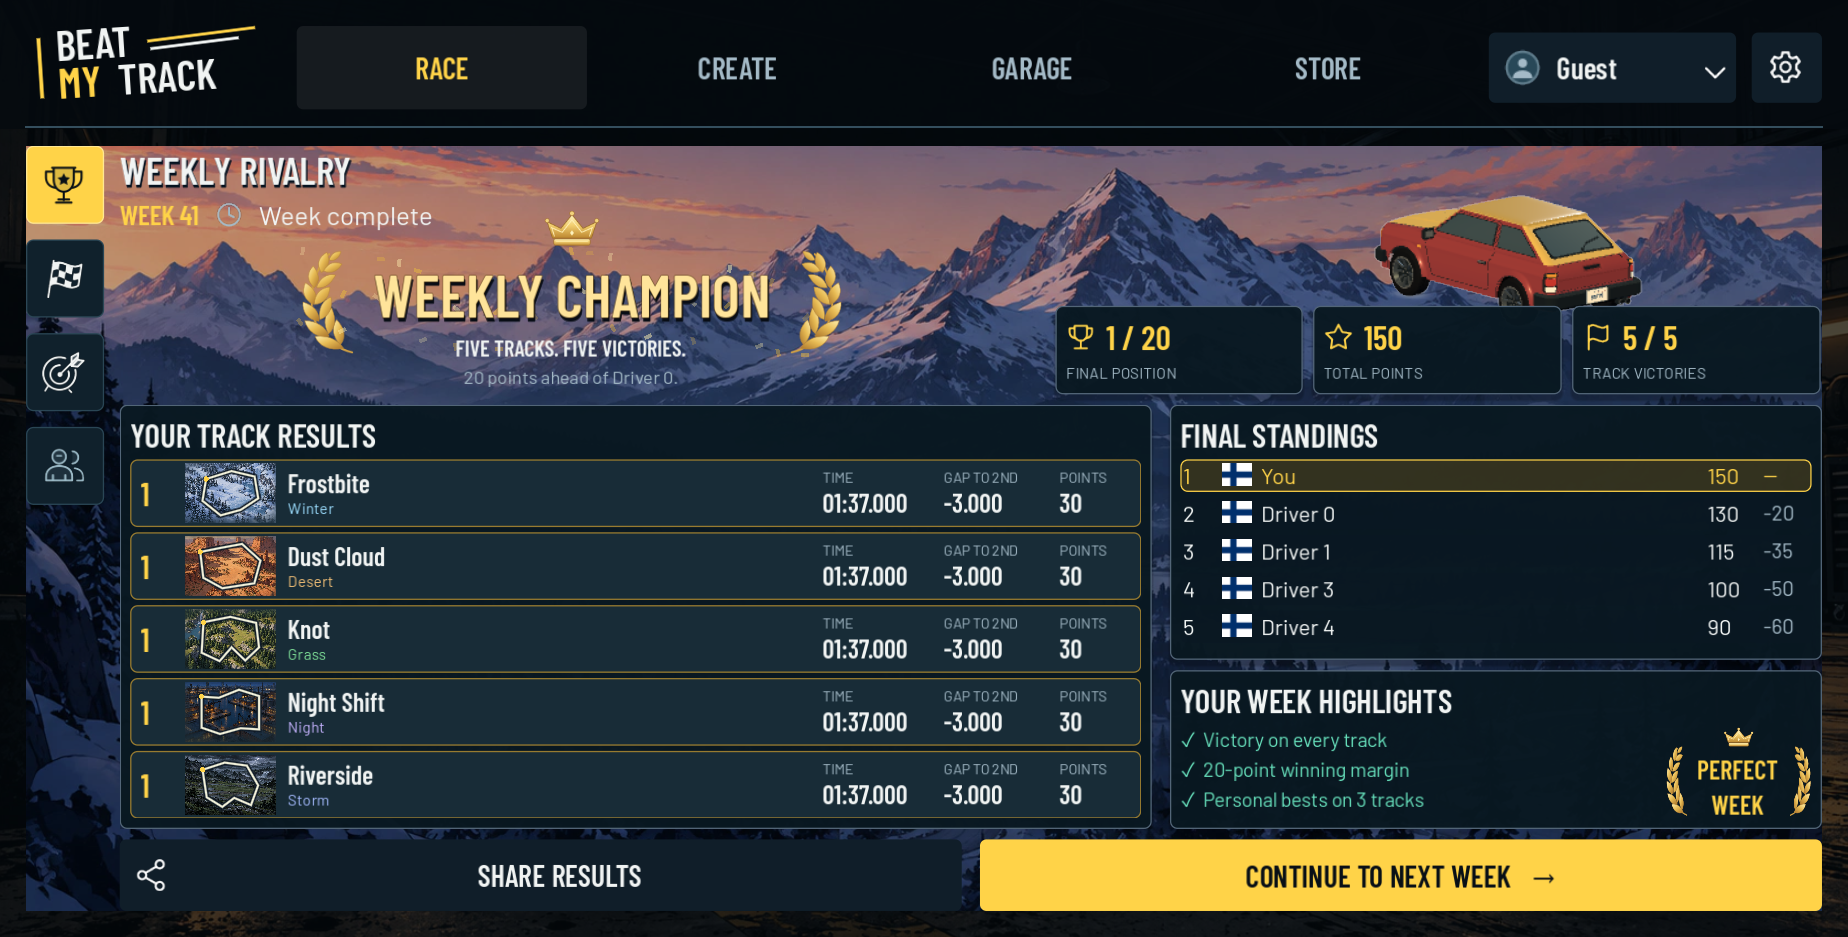 BEAT
MY TRACK
RACE
CREATE
GARAGE
STORE
Guest
WEEKLY RIVALRY
WEEK 41 Week complete
WEEKLY CHAMPION
FIVE TRACKS. FIVE VICTORIES.
20 points ahead of Driver 0.
1 / 20
FINAL POSITION
150
TOTAL POINTS
5 / 5
TRACK VICTORIES
YOUR TRACK RESULTS
1 Frostbite Winter TIME 01:37.000 GAP TO 2ND -3.000 POINTS 30
1 Dust Cloud Desert TIME 01:37.000 GAP TO 2ND -3.000 POINTS 30
1 Knot Grass TIME 01:37.000 GAP TO 2ND -3.000 POINTS 30
1 Night Shift Night TIME 01:37.000 GAP TO 2ND -3.000 POINTS 30
1 Riverside Storm TIME 01:37.000 GAP TO 2ND -3.000 POINTS 30
FINAL STANDINGS
1 You 150 –
2 Driver 0 130 -20
3 Driver 1 115 -35
4 Driver 3 100 -50
5 Driver 4 90 -60
YOUR WEEK HIGHLIGHTS
✓ Victory on every track
✓ 20-point winning margin
✓ Personal bests on 3 tracks
PERFECT
WEEK
SHARE RESULTS
CONTINUE TO NEXT WEEK →